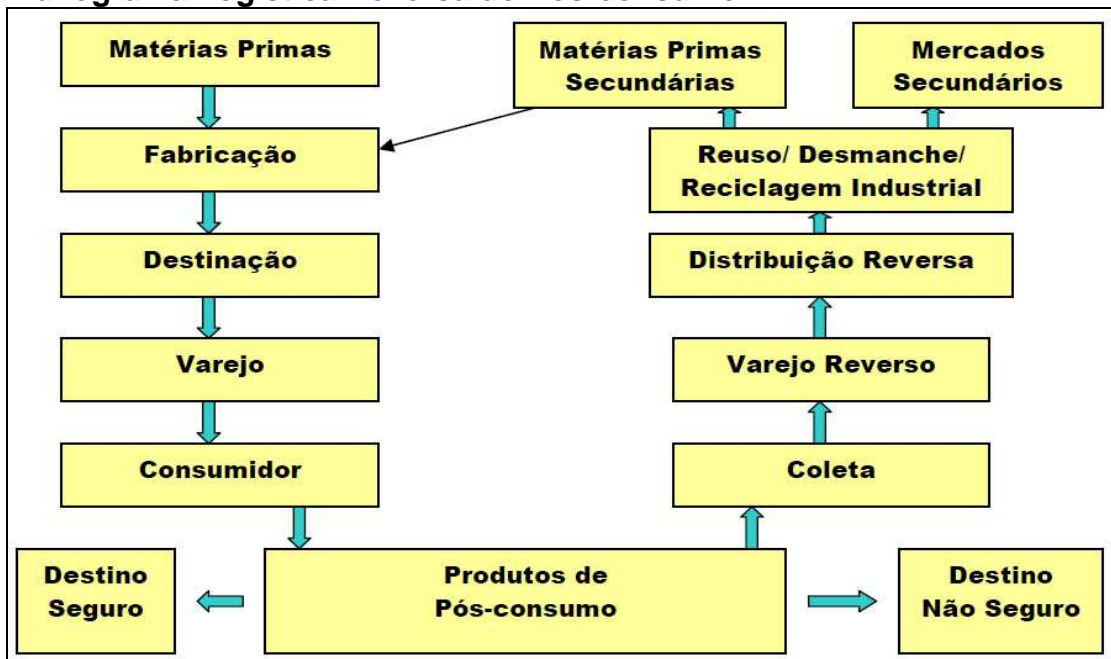 Matérias Primas
Matérias Primas
Secundárias
Mercados
Secundários
Fabricação
Reuso/ Desmanche/
Reciclagem Industrial
Destinação
Distribuição Reversa
Varejo
Varejo Reverso
Consumidor
Coleta
Destino
Seguro
Produtos de
Pós-consumo
Destino
Não Seguro